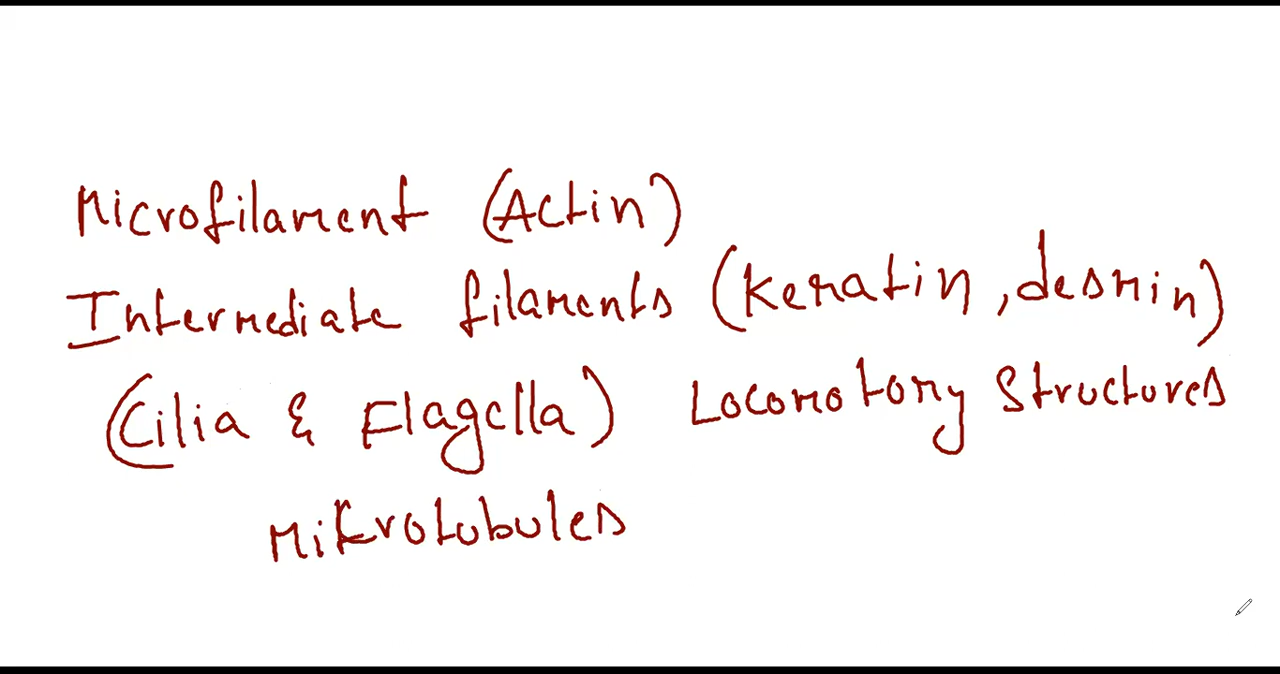 Microfilament (Actin)
Intermediate filaments (Keratin, desmin)
(Cilia & Flagella) Locomotory Structures
Mikrotubules